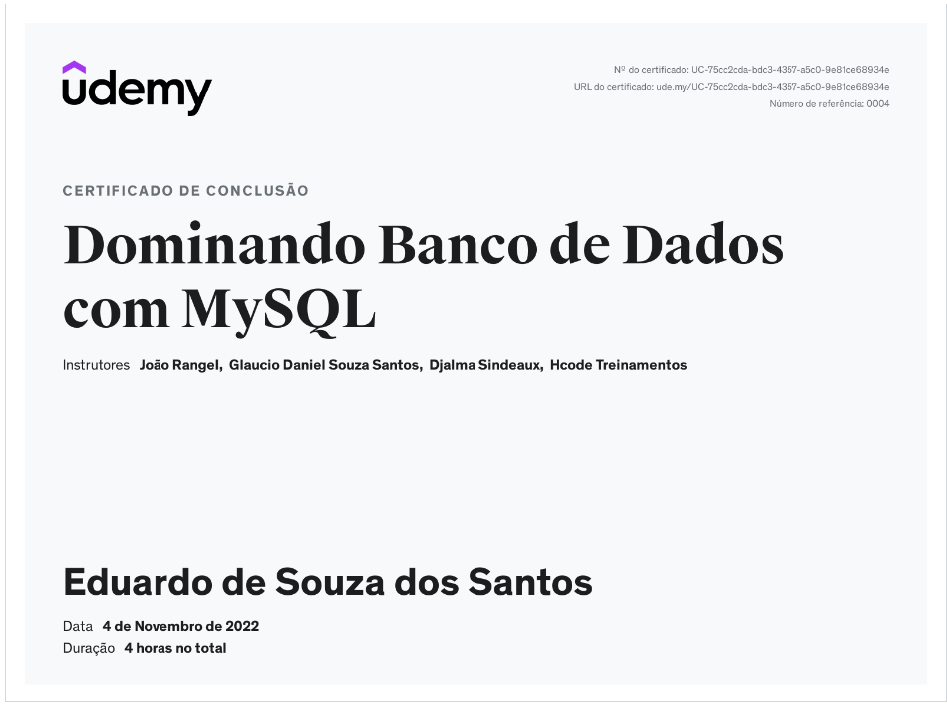 udemy
Nº do certificado: UC-75cc2cda-bdc3-4357-a5c0-9e81ce68934e
URL do certificado: ude.my/UC-75cc2cda-bdc3-4357-a5c0-9e81ce68934e
Número de referência: 0004
CERTIFICADO DE CONCLUSÃO
Dominando Banco de Dados
com MySQL
Instrutores João Rangel, Glaucio Daniel Souza Santos, Djalma Sindeaux, Hcode Treinamentos
Eduardo de Souza dos Santos
Data 4 de Novembro de 2022
Duração 4 horas no total